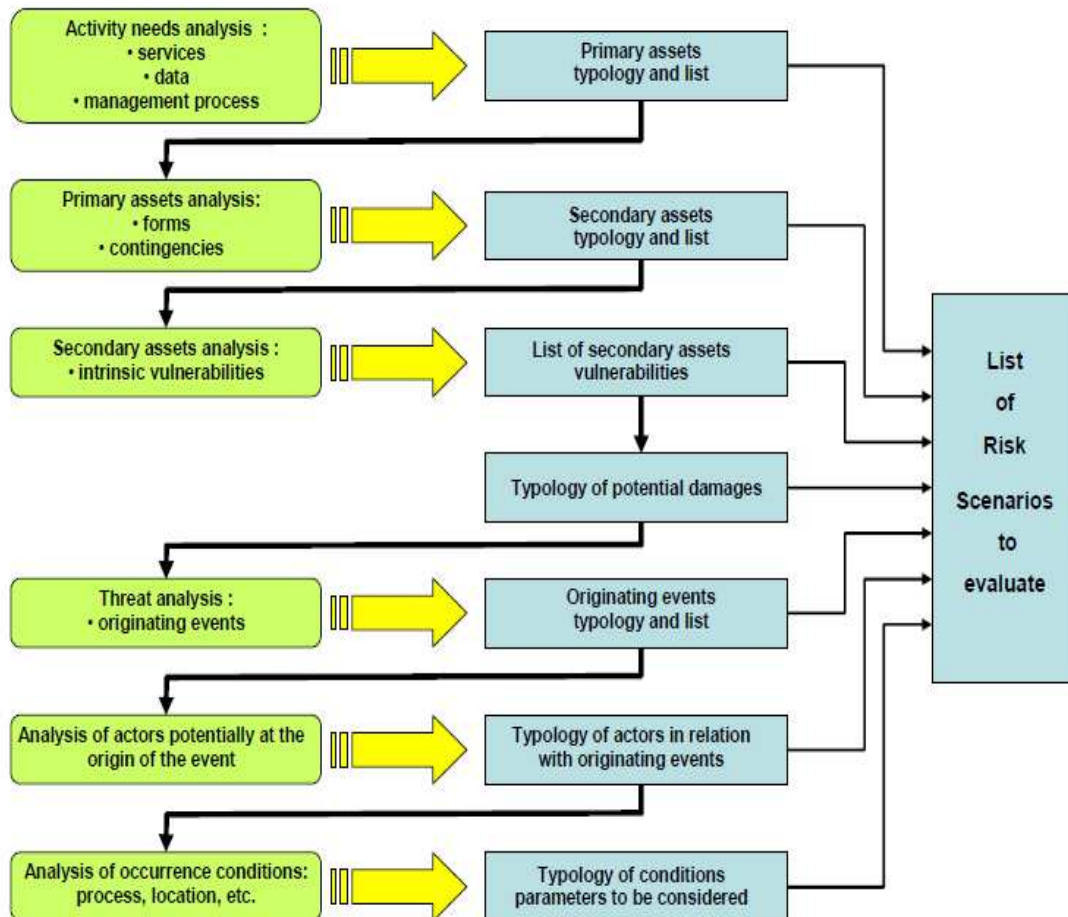 Activity needs analysis :
• services
• data
• management process
Primary assets
typology and list
Primary assets analysis:
• forms
• contingencies
Secondary assets
typology and list
Secondary assets analysis :
• intrinsic vulnerabilities
List of secondary assets
vulnerabilities
Typology of potential damages
Threat analysis :
• originating events
Originating events
typology and list
Analysis of actors potentially at the
origin of the event
Typology of actors in relation
with originating events
Analysis of occurrence conditions:
process, location, etc.
Typology of conditions
parameters to be considered
List
of
Risk
Scenarios
to
evaluate